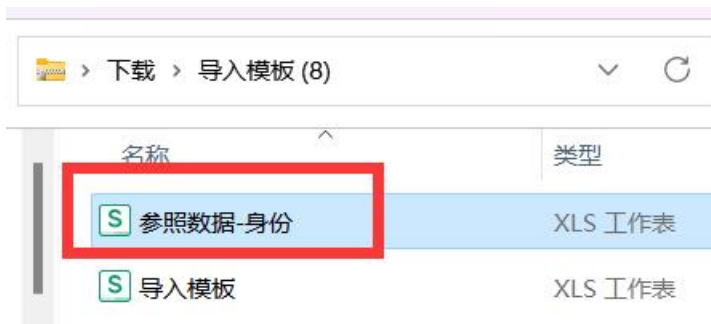 > 下载 > 导入模板 (8)
名称 类型
参照数据-身份 XLS 工作表
导入模板 XLS 工作表